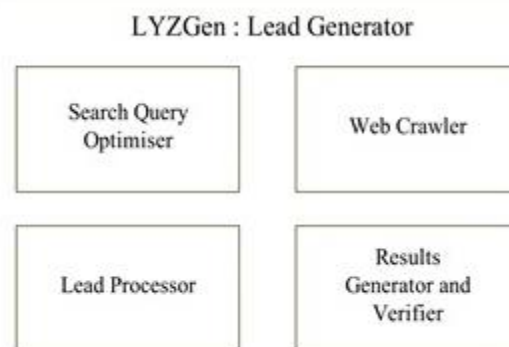 LYZGen : Lead Generator
Search Query
Optimiser
Web Crawler
Lead Processor
Results
Generator and
Verifier